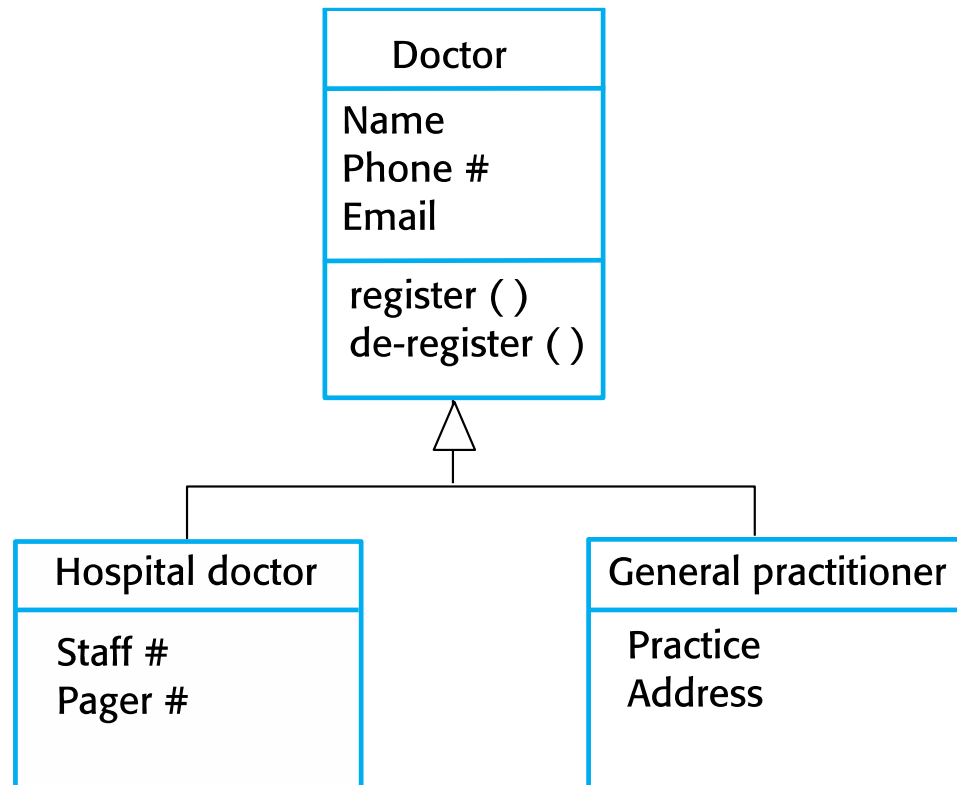 Doctor
Name
Phone #
Email
register ( )
de-register ( )
Hospital doctor
Staff #
Pager #
General practitioner
Practice
Address